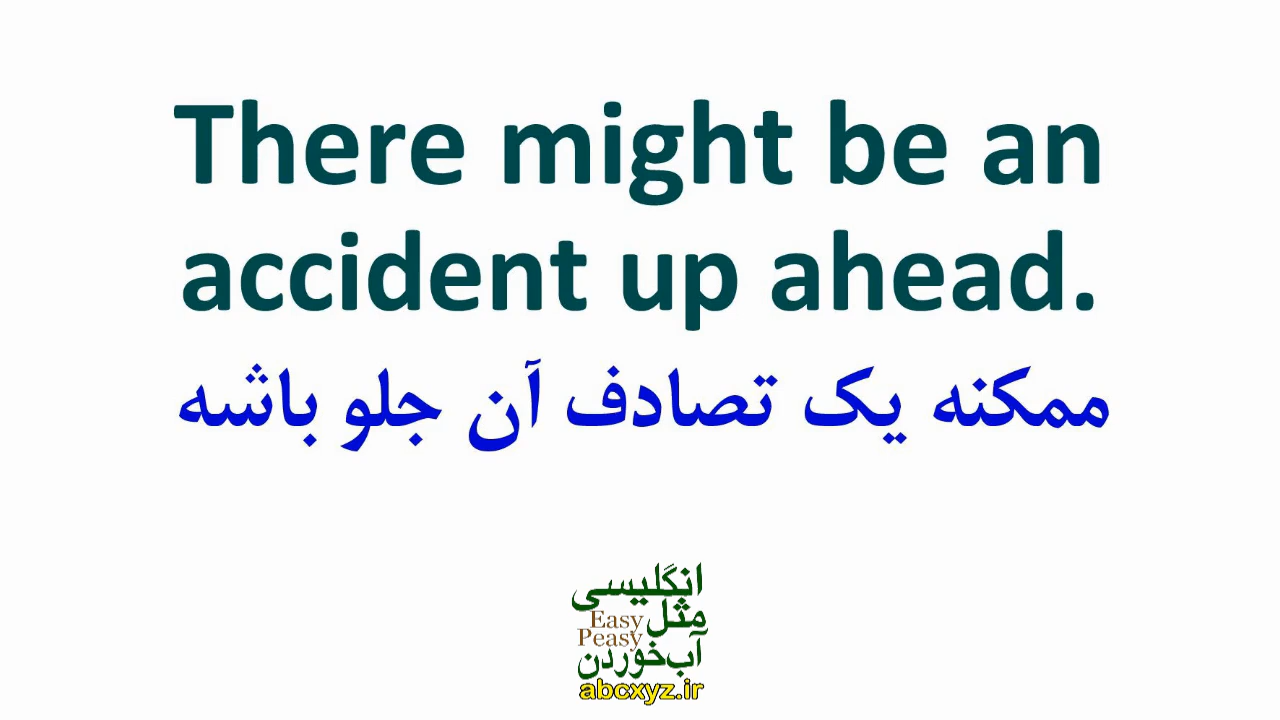 There might be an
accident up ahead.
ممکنه یک تصادف آن جلو باشه
انگلیسی
مثل
Easy
Peasy
آب‌خوردن
abcxyz.ir